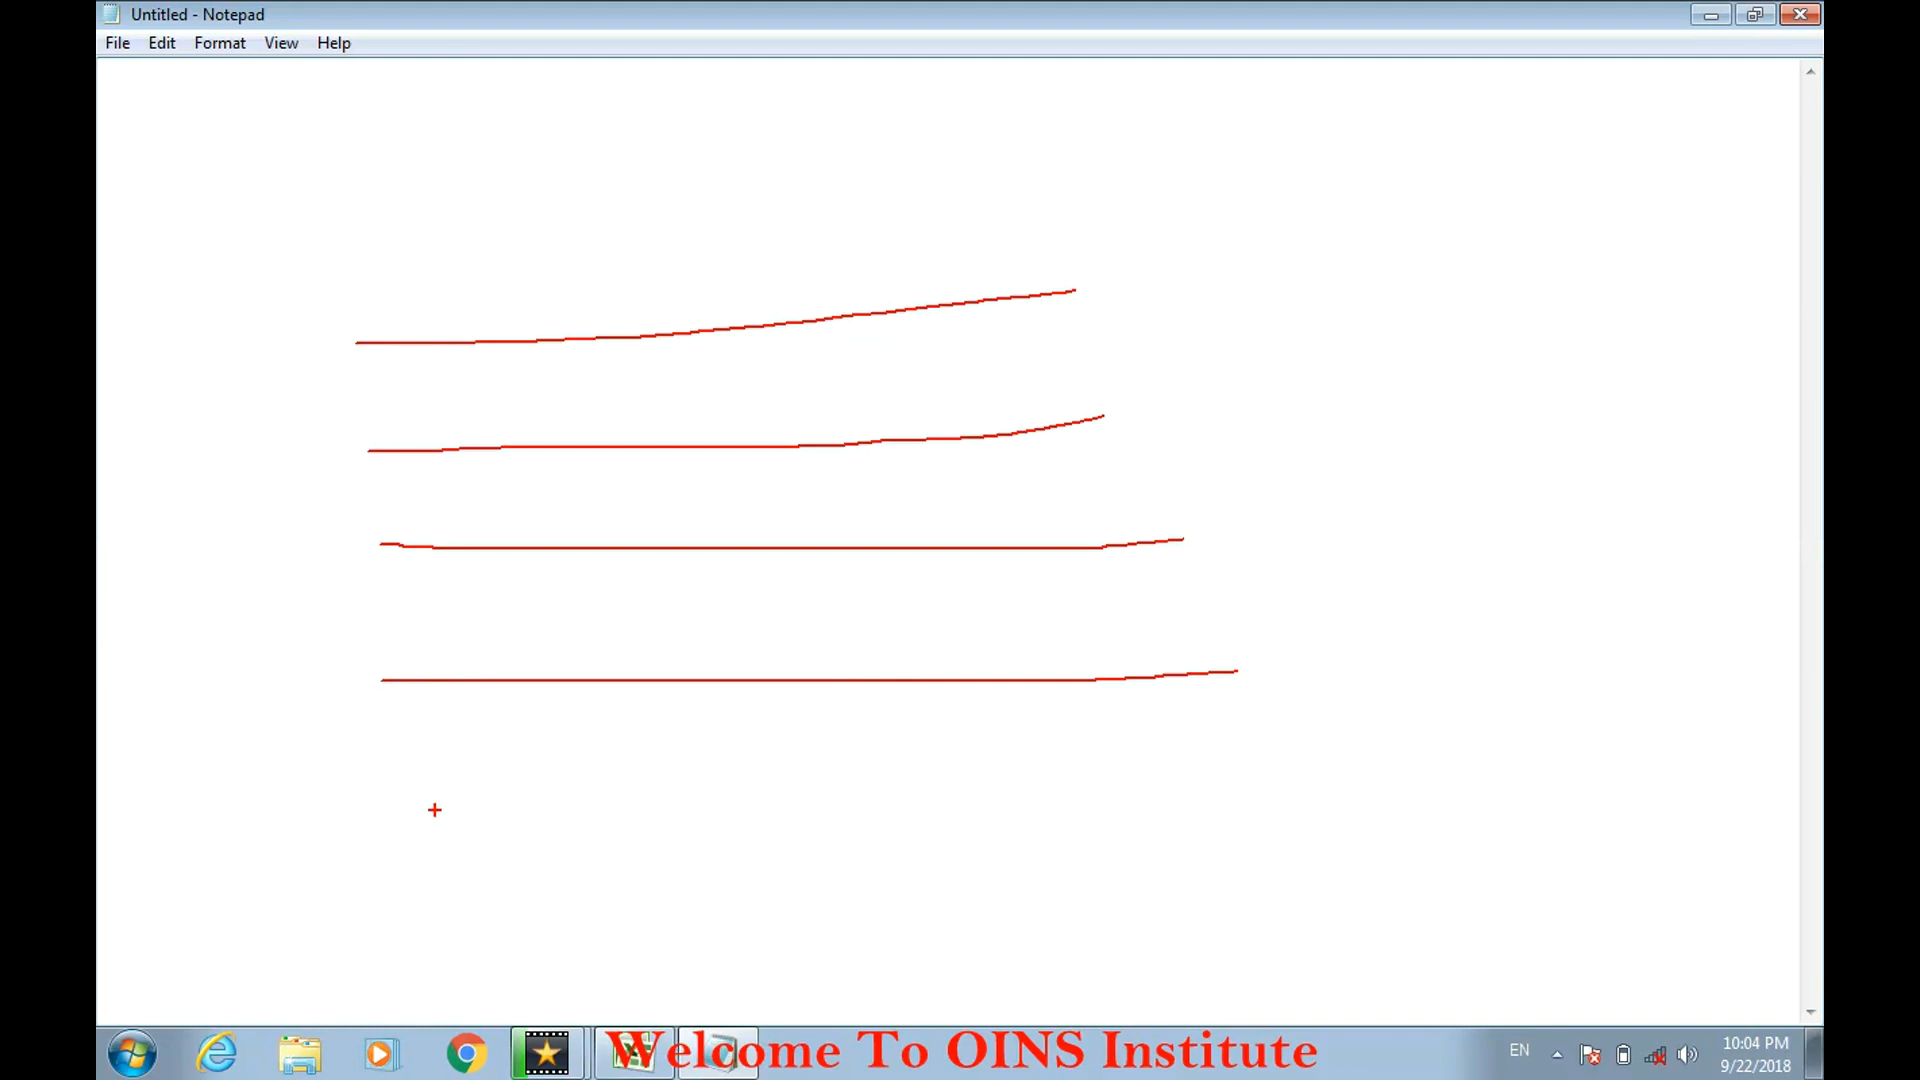 Untitled - Notepad
File Edit Format View Help
Welcome To OINS Institute
EN
10:04 PM
9/22/2018